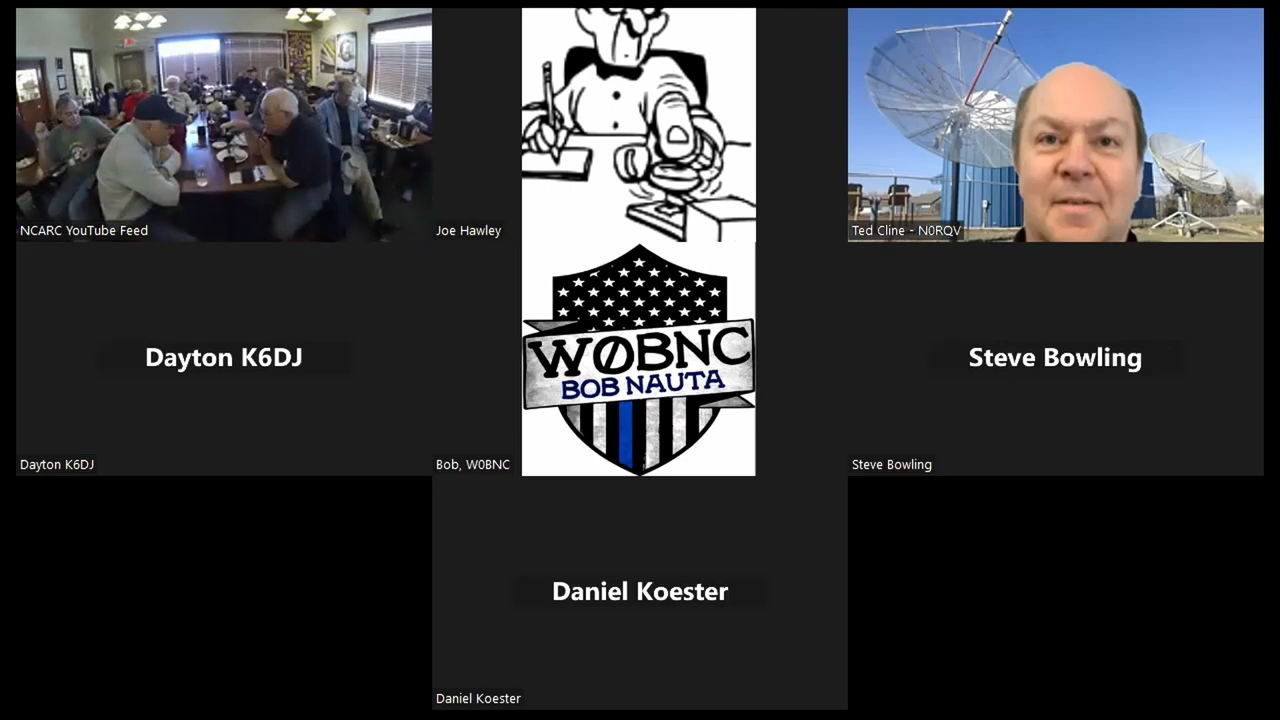 NCARC YouTube Feed
Joe Hawley
Ted Cline - N0RQV
Dayton K6DJ
WØBNC
BOB NAUTA
Steve Bowling
Dayton K6DJ
Bob, W0BNC
Steve Bowling
Daniel Koester
Daniel Koester